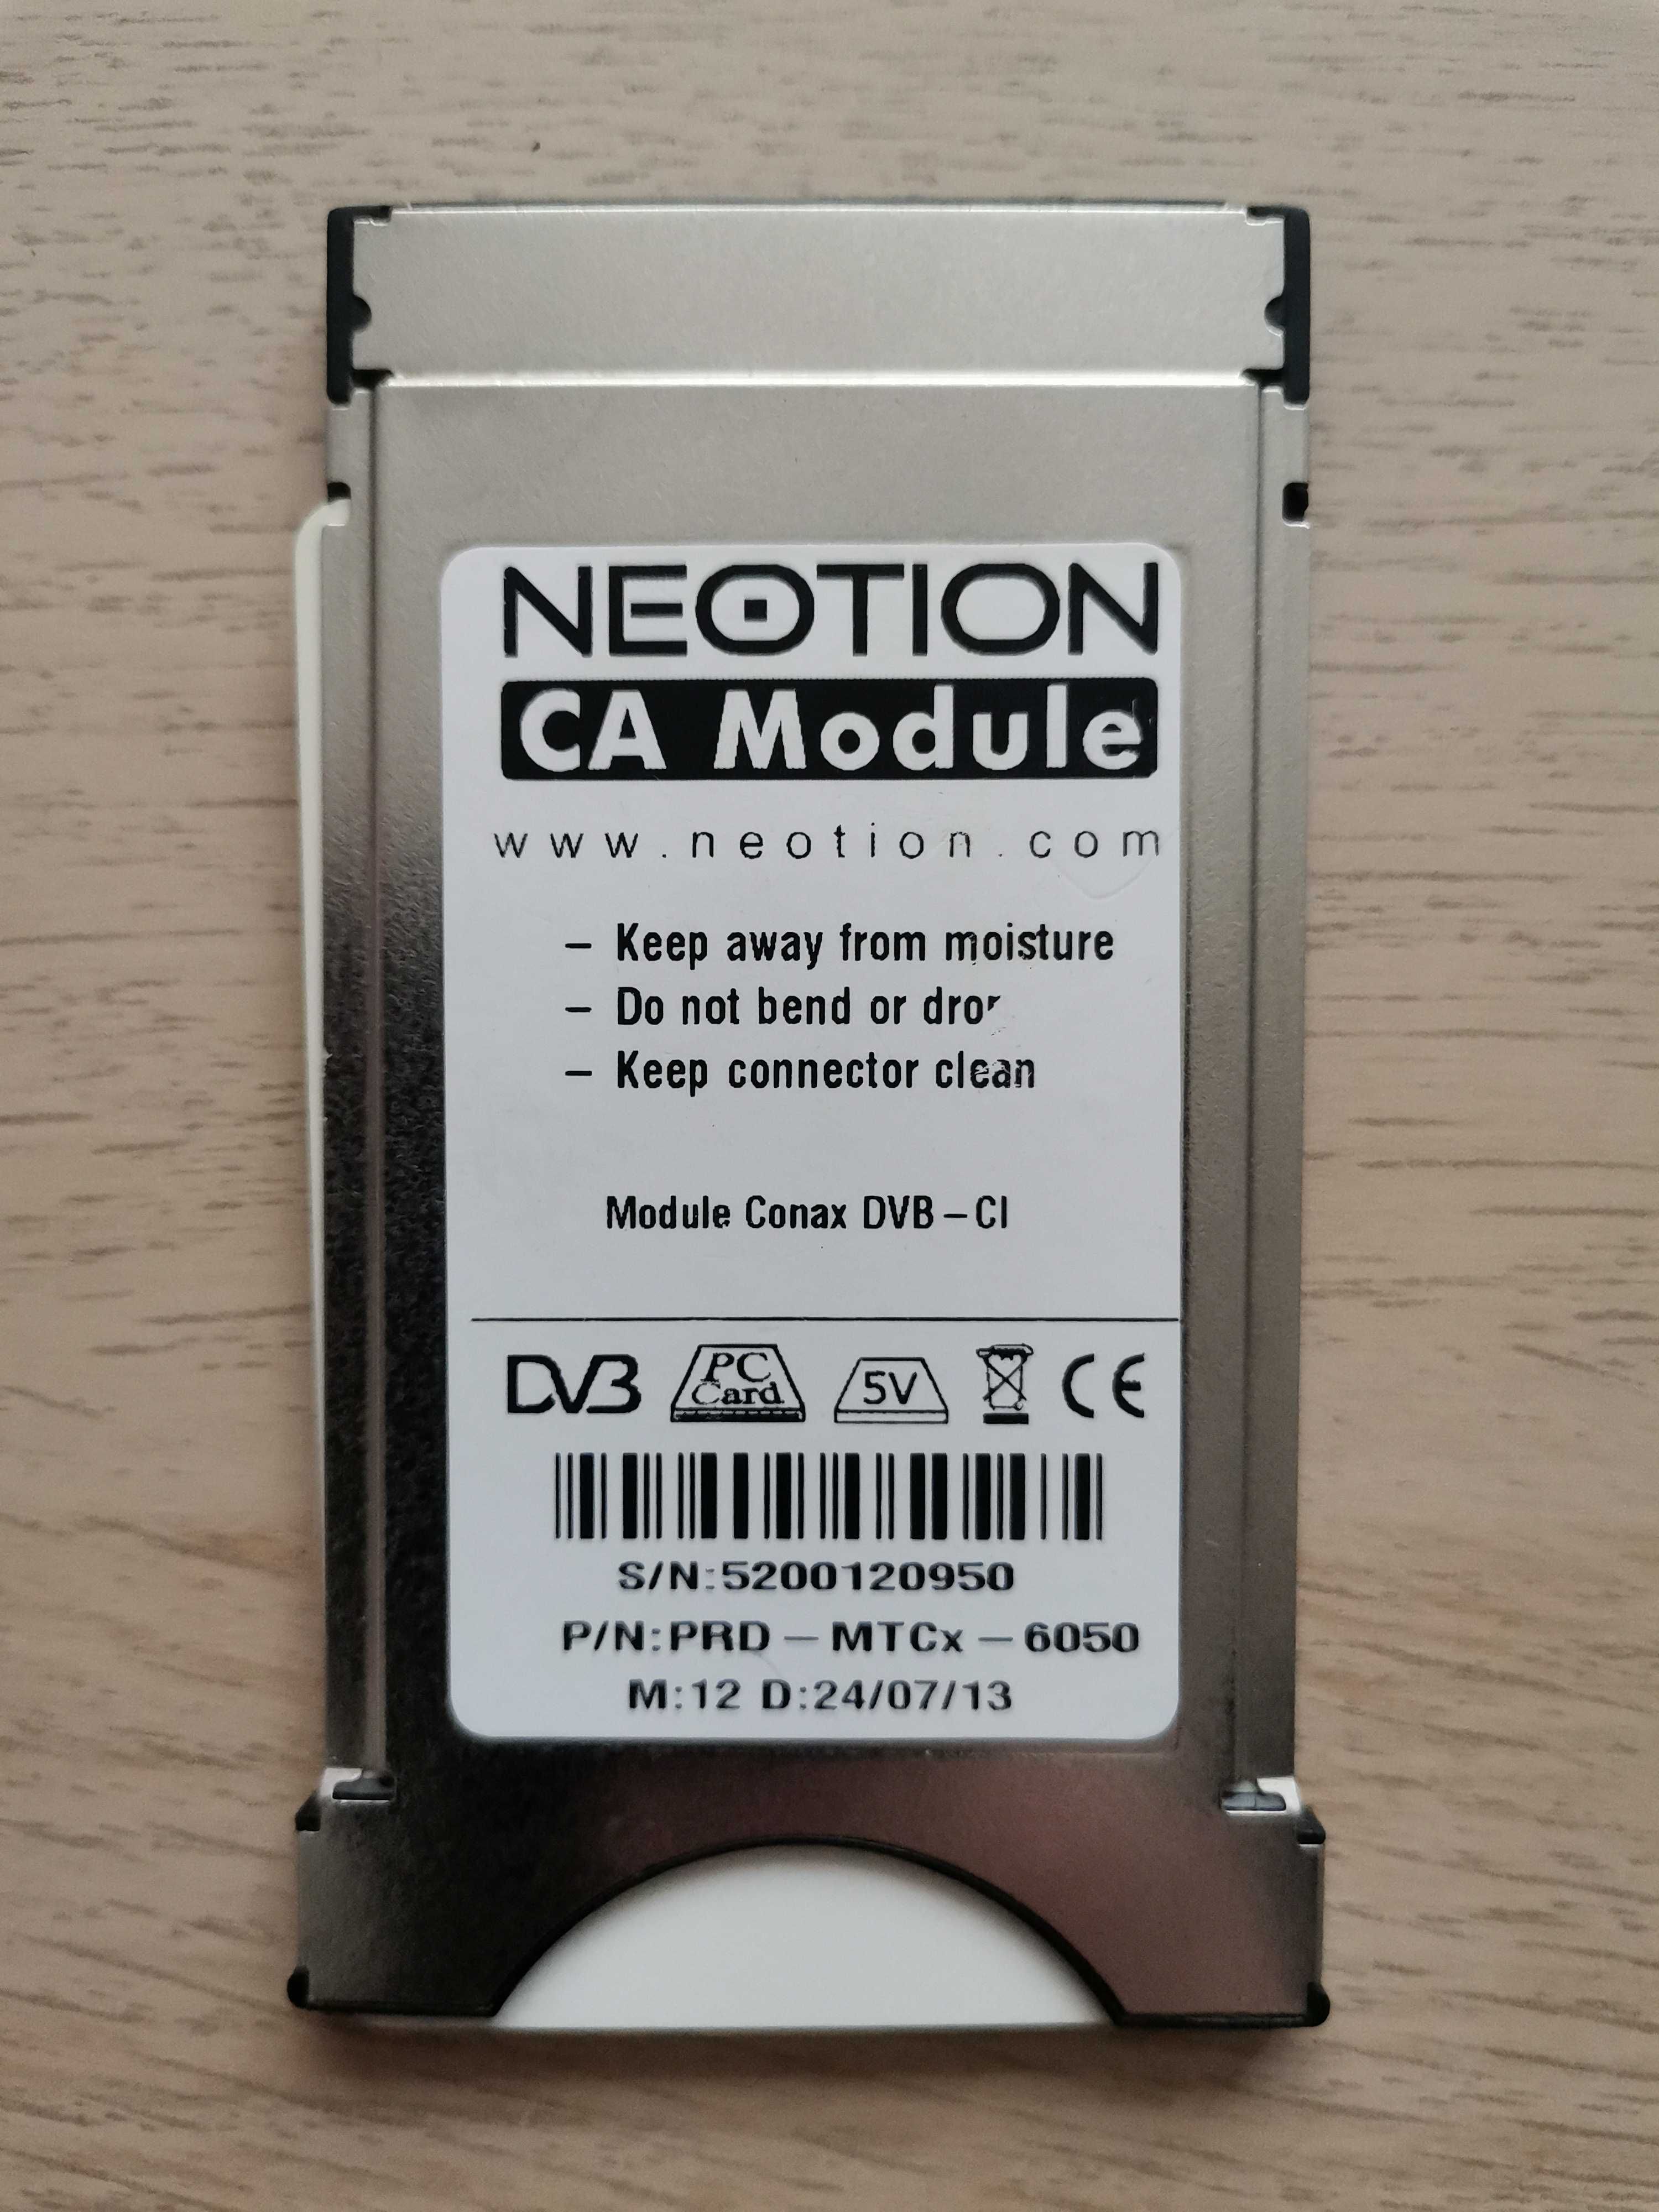 NEOTION
CA Module
www.neotion.com
– Keep away from moisture
– Do not bend or drop
– Keep connector clean
Module Conax DVB–CI
DVB PC Card 5V CE
S/N:5200120950
P/N:PRD–MTCx–6050
M:12 D:24/07/13